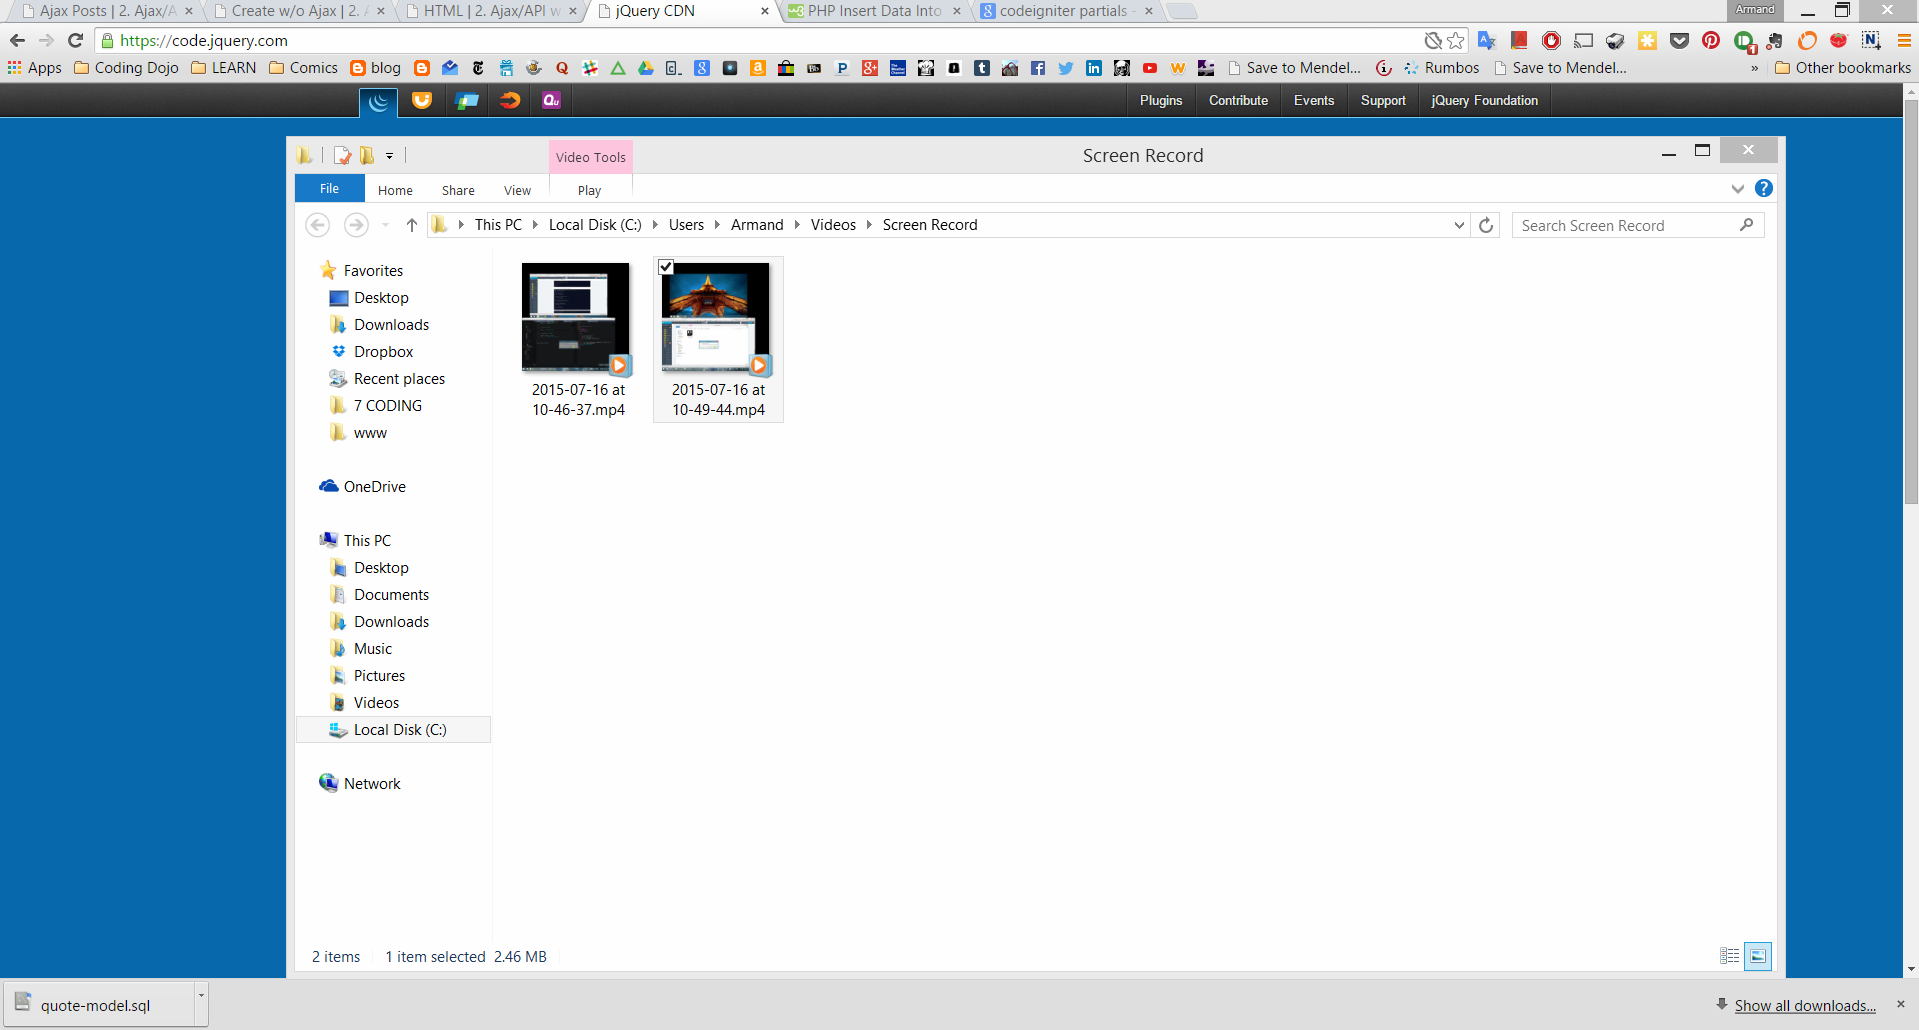 Ajax Posts | 2. Ajax/A
Create w/o Ajax | 2. A
HTML | 2. Ajax/API w
jQuery CDN
PHP Insert Data Into
codeigniter partials -
Armand
https://code.jquery.com
Apps
Coding Dojo
LEARN
Comics
blog
Save to Mendel...
Rumbos
Save to Mendel...
»
Other bookmarks
Plugins
Contribute
Events
Support
jQuery Foundation
Video Tools
Screen Record
File
Home
Share
View
Play
This PC
Local Disk (C:)
Users
Armand
Videos
Screen Record
Search Screen Record
Favorites
Desktop
Downloads
Dropbox
Recent places
7 CODING
www
OneDrive
This PC
Desktop
Documents
Downloads
Music
Pictures
Videos
Local Disk (C:)
Network
2015-07-16 at
10-46-37.mp4
2015-07-16 at
10-49-44.mp4
2 items
1 item selected 2.46 MB
quote-model.sql
Show all downloads...